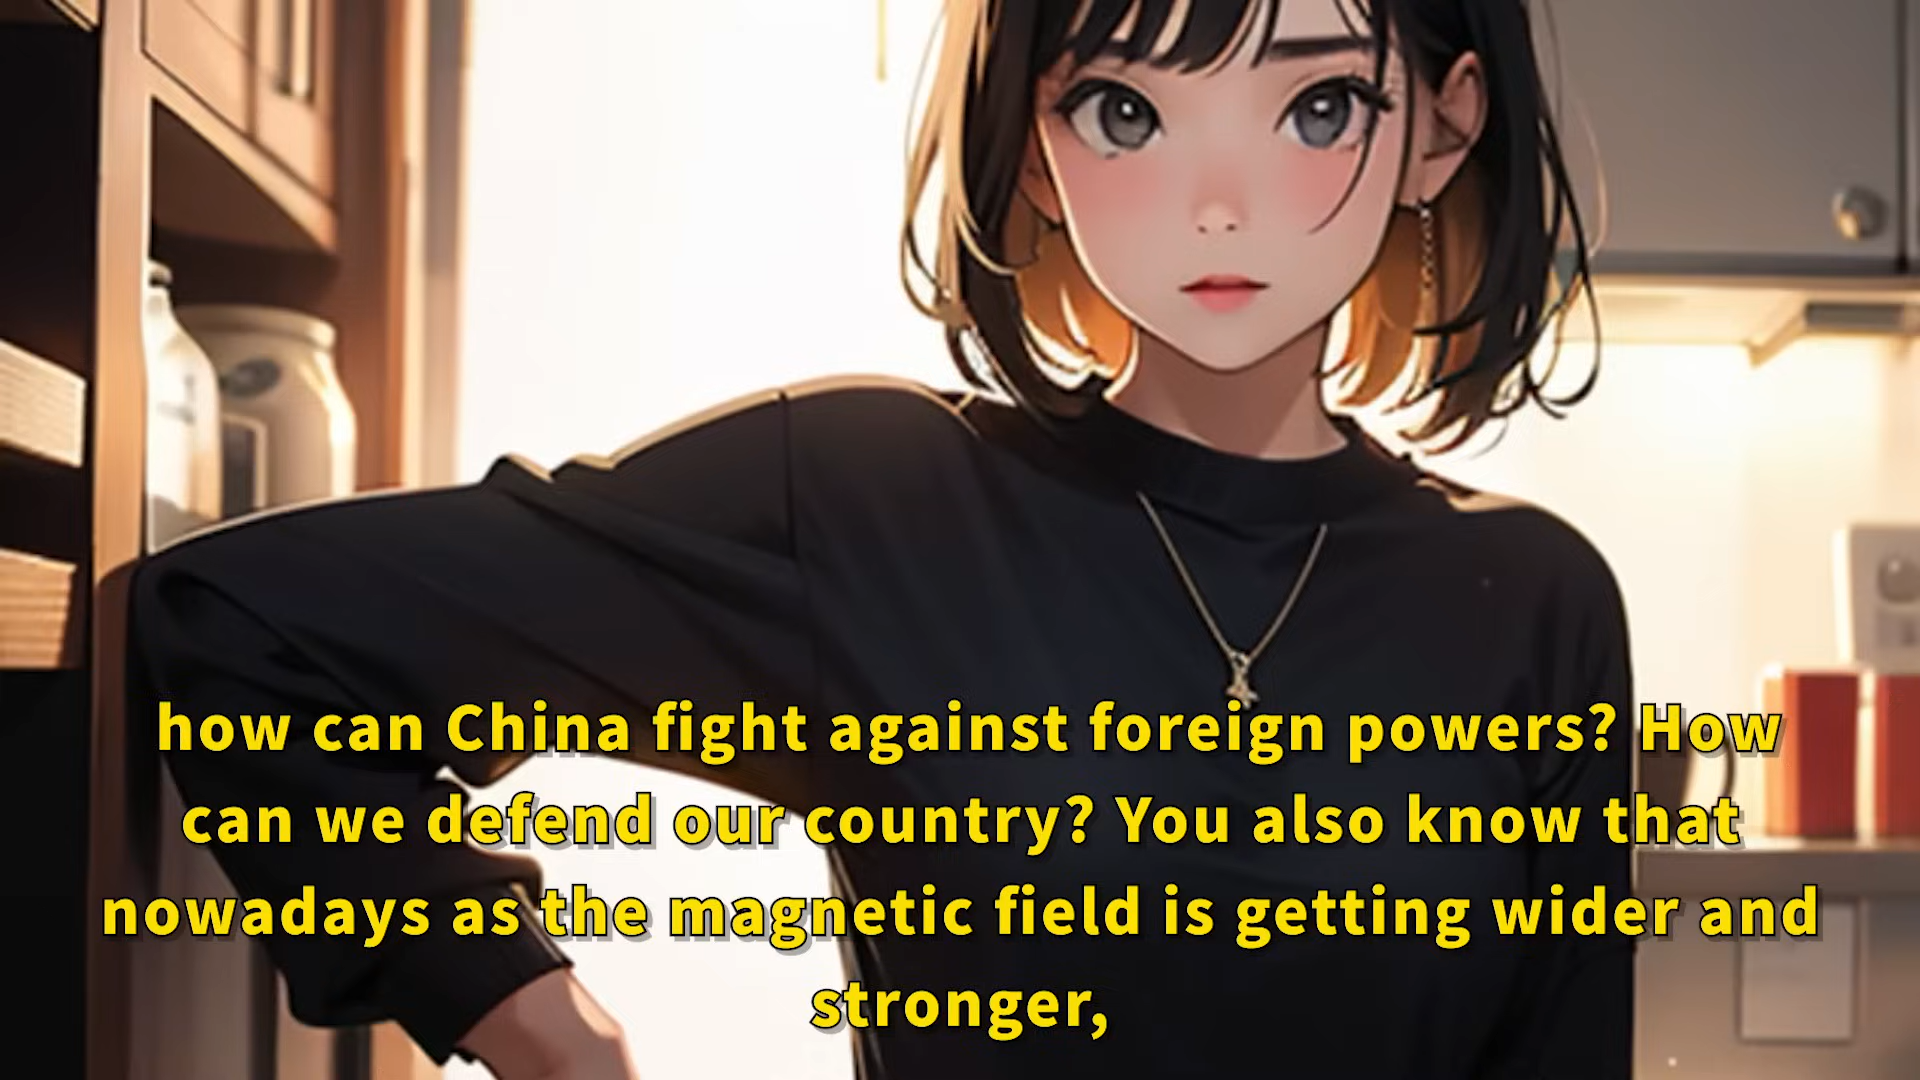 how can China fight against foreign powers? How
can we defend our country? You also know that
nowadays as the magnetic field is getting wider and
stronger,